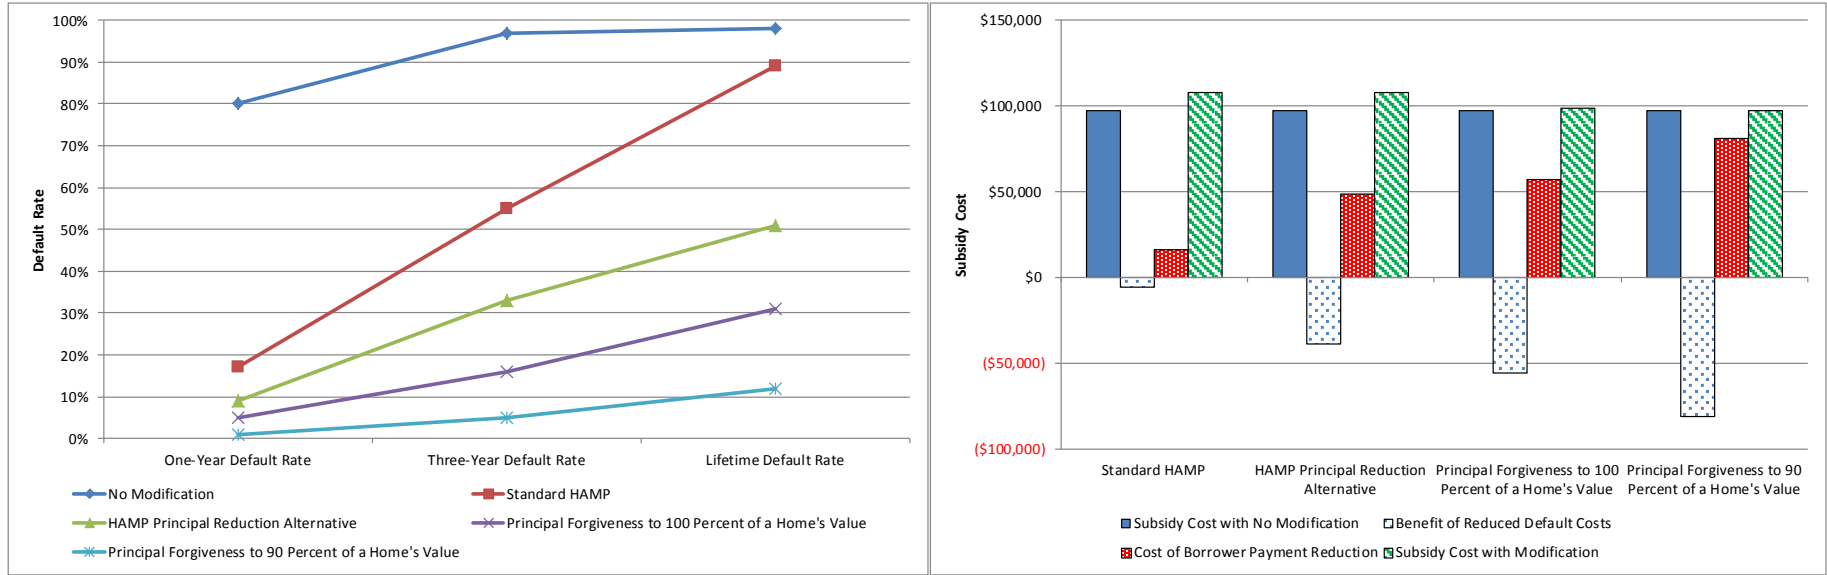 100%
90%
80%
70%
60%
50%
40%
30%
20%
10%
0%
Default Rate
One-Year Default Rate
Three-Year Default Rate
Lifetime Default Rate
No Modification
Standard HAMP
HAMP Principal Reduction Alternative
Principal Forgiveness to 100 Percent of a Home's Value
Principal Forgiveness to 90 Percent of a Home's Value
$150,000
$100,000
$50,000
$0
($50,000)
($100,000)
Subsidy Cost
Standard HAMP
HAMP Principal Reduction
Alternative
Principal Forgiveness to 100
Percent of a Home's Value
Principal Forgiveness to 90
Percent of a Home's Value
Subsidy Cost with No Modification
Benefit of Reduced Default Costs
Cost of Borrower Payment Reduction
Subsidy Cost with Modification